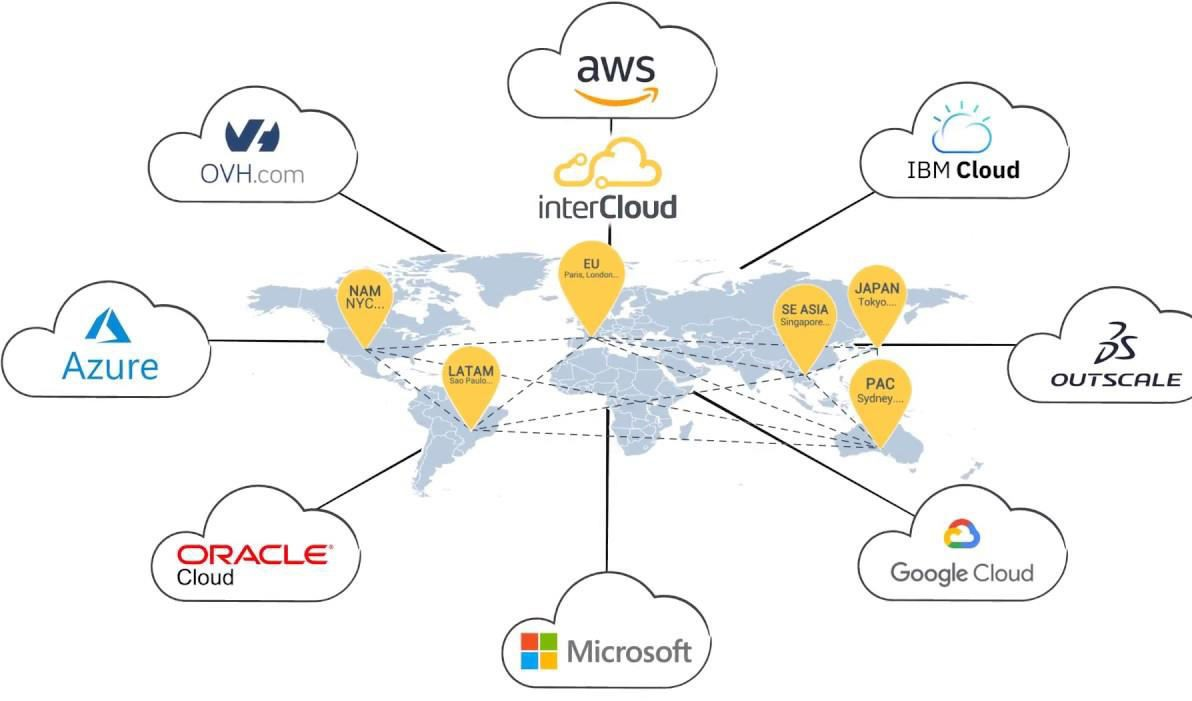 aws
OVH.com
IBM Cloud
interCloud
EU
Paris, London...
NAM
NYC...
SE ASIA
Singapore...
JAPAN
Tokyo....
LATAM
Sao Paulo...
PAC
Sydney....
Azure
3DS
OUTSCALE
ORACLE®
Cloud
Google Cloud
Microsoft